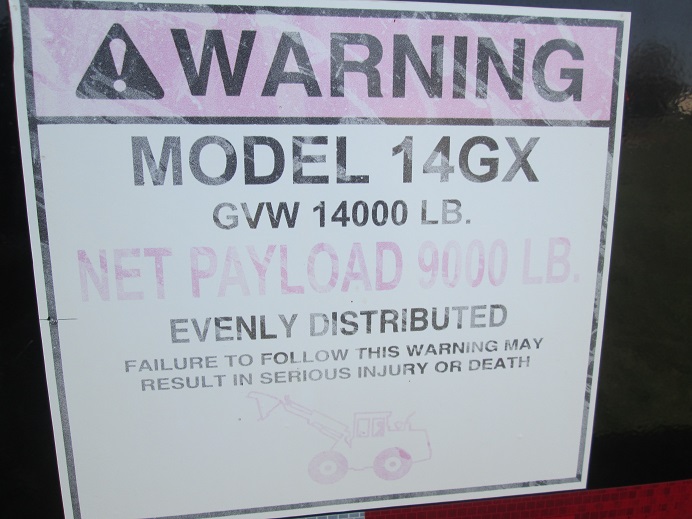 WARNING
MODEL 14GX
GVW 14000 LB.
NET PAYLOAD 9000 LB.
EVENLY DISTRIBUTED
FAILURE TO FOLLOW THIS WARNING MAY
RESULT IN SERIOUS INJURY OR DEATH